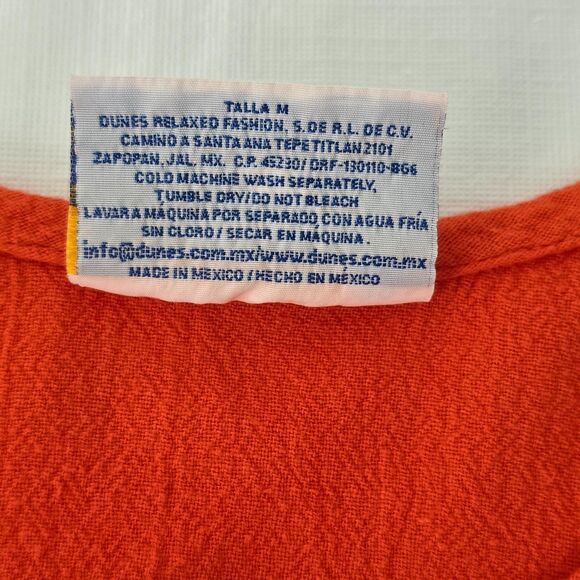 TALLA M
DUNES RELAXED FASHION, S. DE R.L. DE C.V.
CAMINO A SANTA ANA TEPETITLAN 2101
ZAPOPAN, JAL. MX. C.P. 45230/ DRF-130110-BG6
COLD MACHINE WASH SEPARATELY,
TUMBLE DRY/DO NOT BLEACH
LAVAR A MAQUINA POR SEPARADO CON AGUA FRÍA
SIN CLORO / SECAR EN MÁQUINA.
info@dunes.com.mx/www.dunes.com.mx
MADE IN MEXICO / HECHO EN MÉXICO